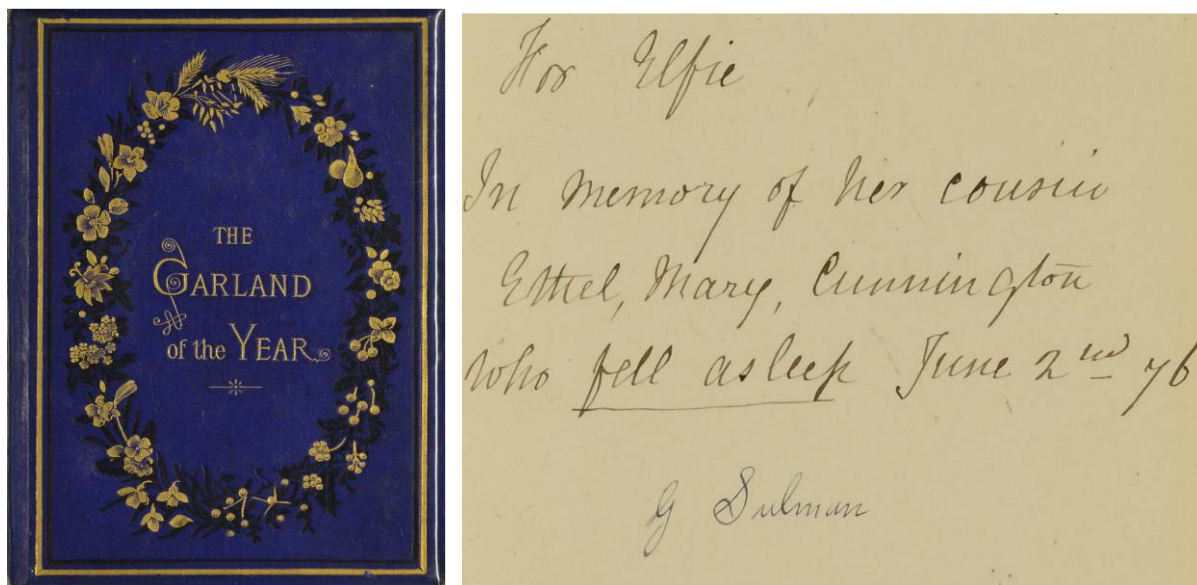 THE
GARLAND
of the YEAR
For Elfie
In memory of her cousin
Ethel, Mary, Cunnington
who fell asleep June 2nd 76
G Sulman